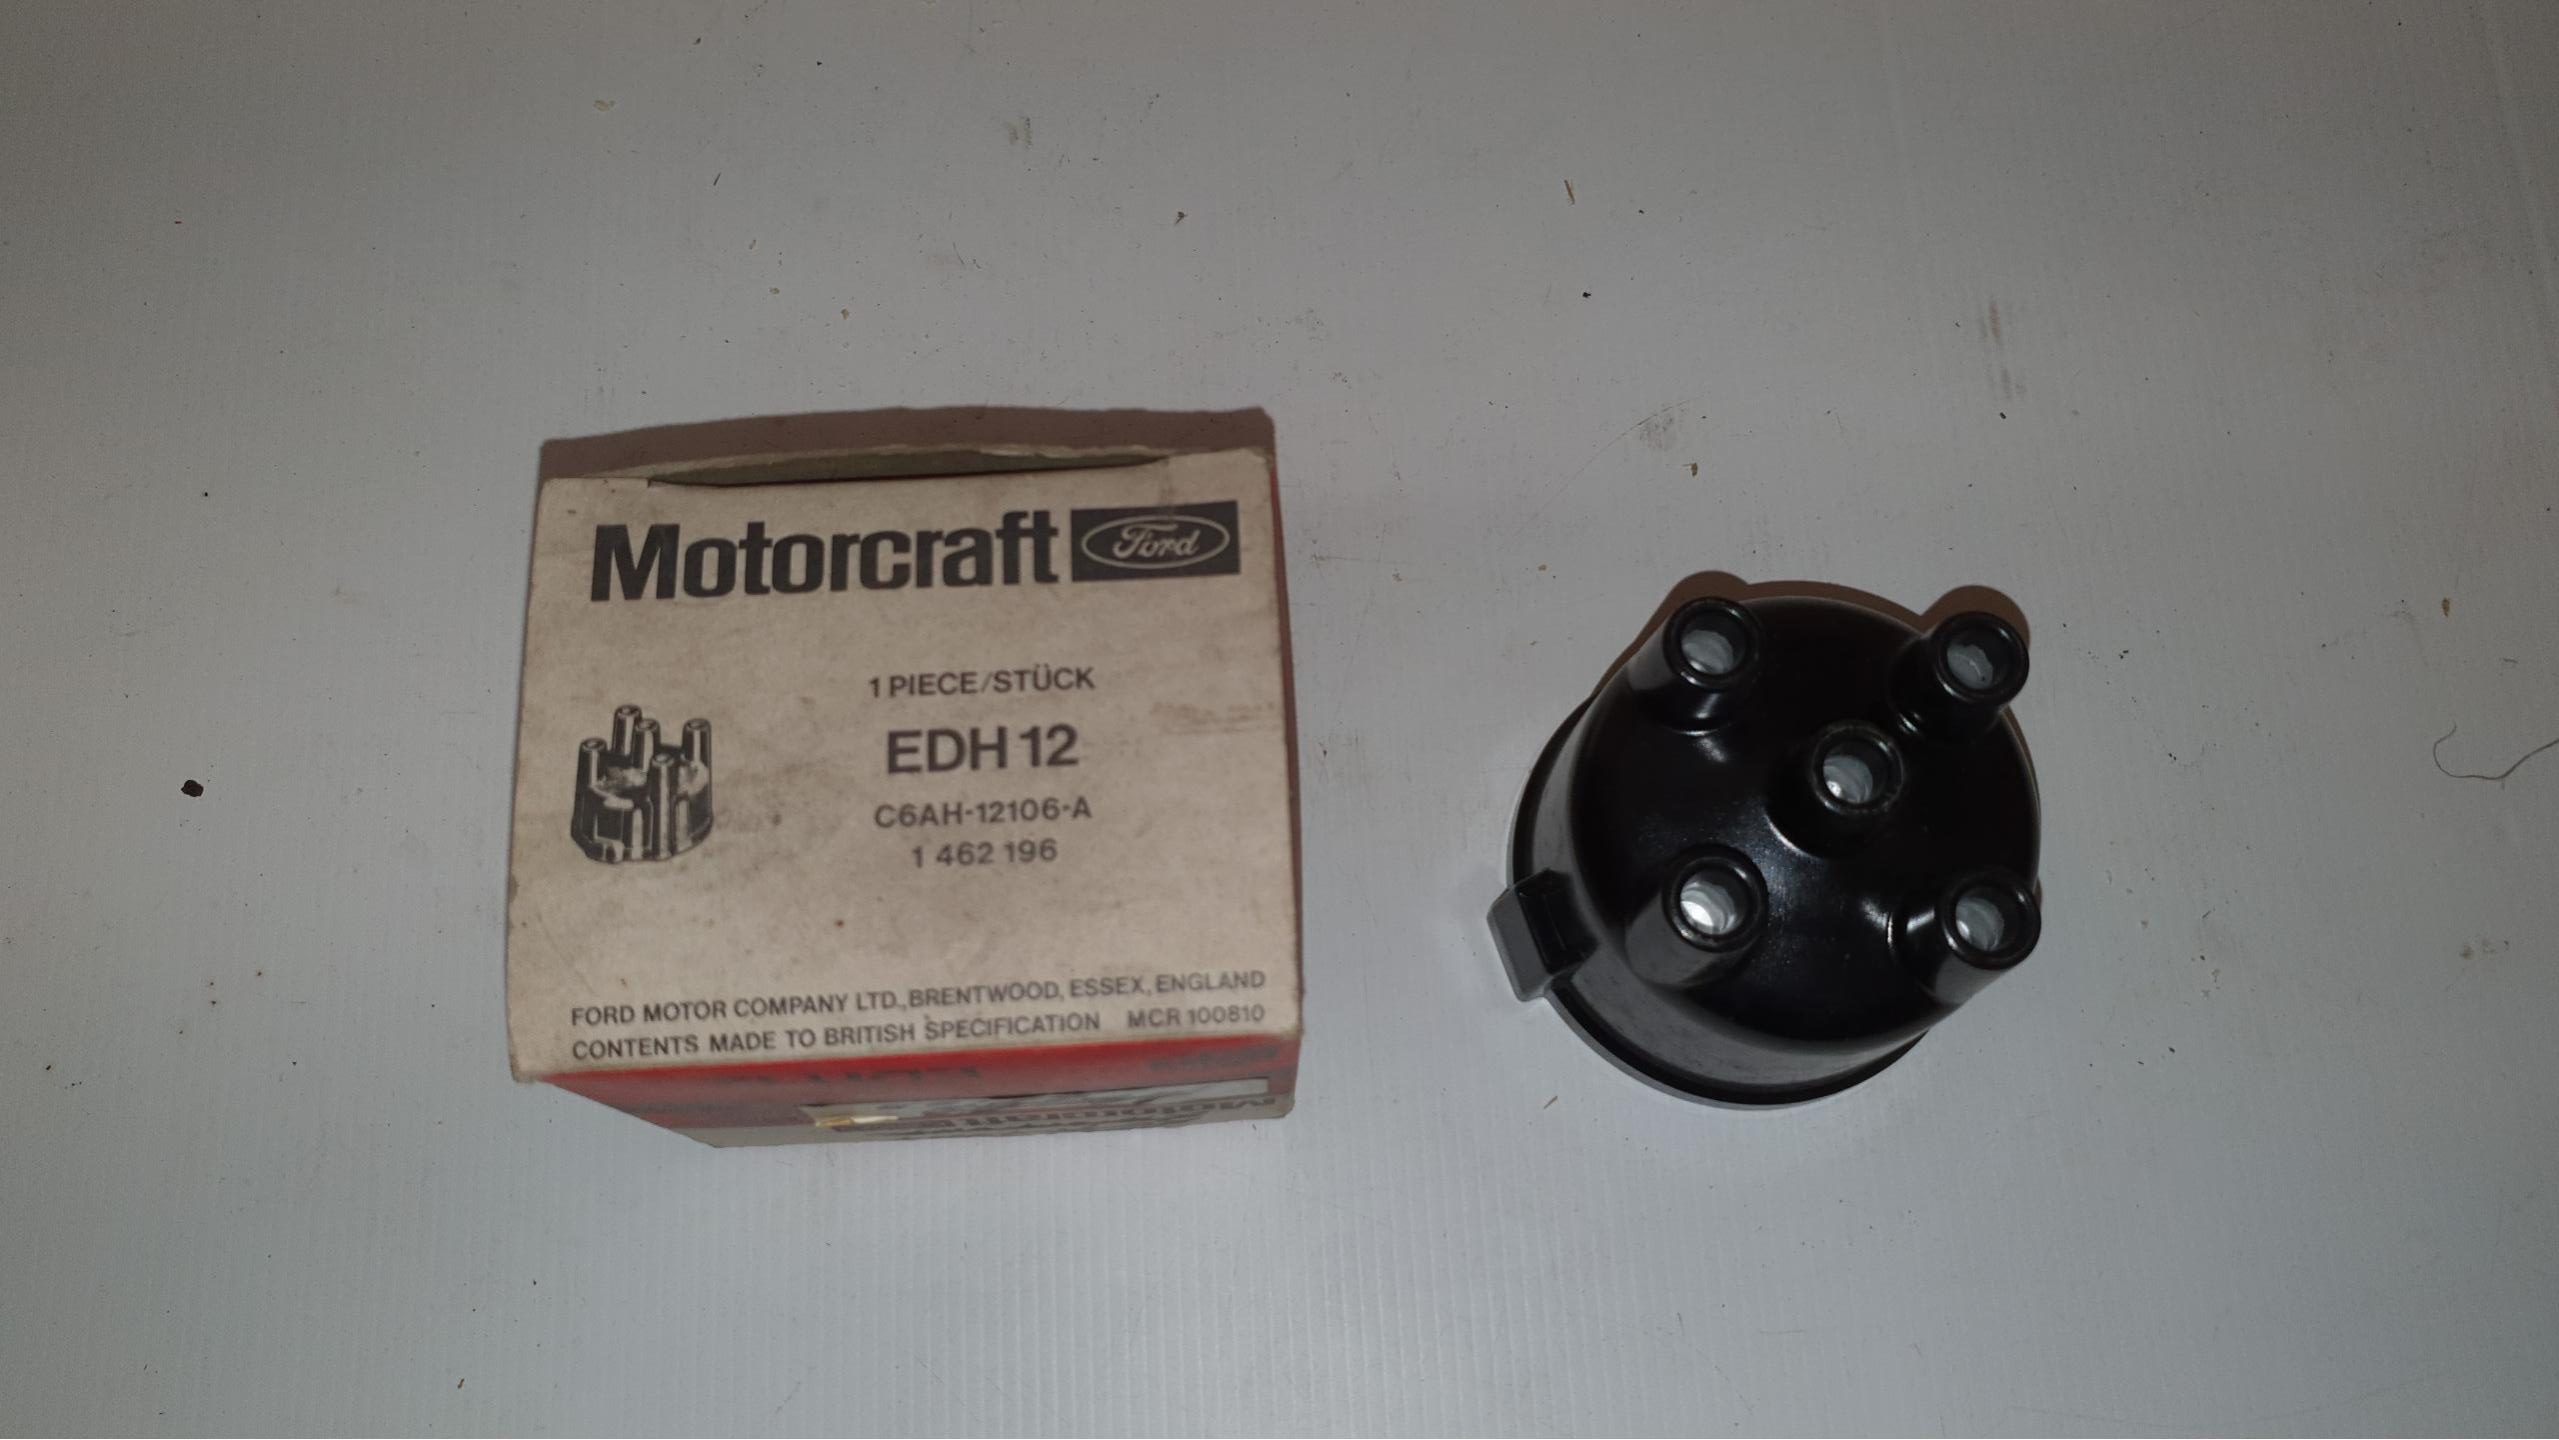 Motorcraft Ford
1 PIECE/STÜCK
EDH 12
C6AH-12106-A
1 462 196
FORD MOTOR COMPANY LTD., BRENTWOOD, ESSEX, ENGLAND
CONTENTS MADE TO BRITISH SPECIFICATION MCR 100810
Motorcraft